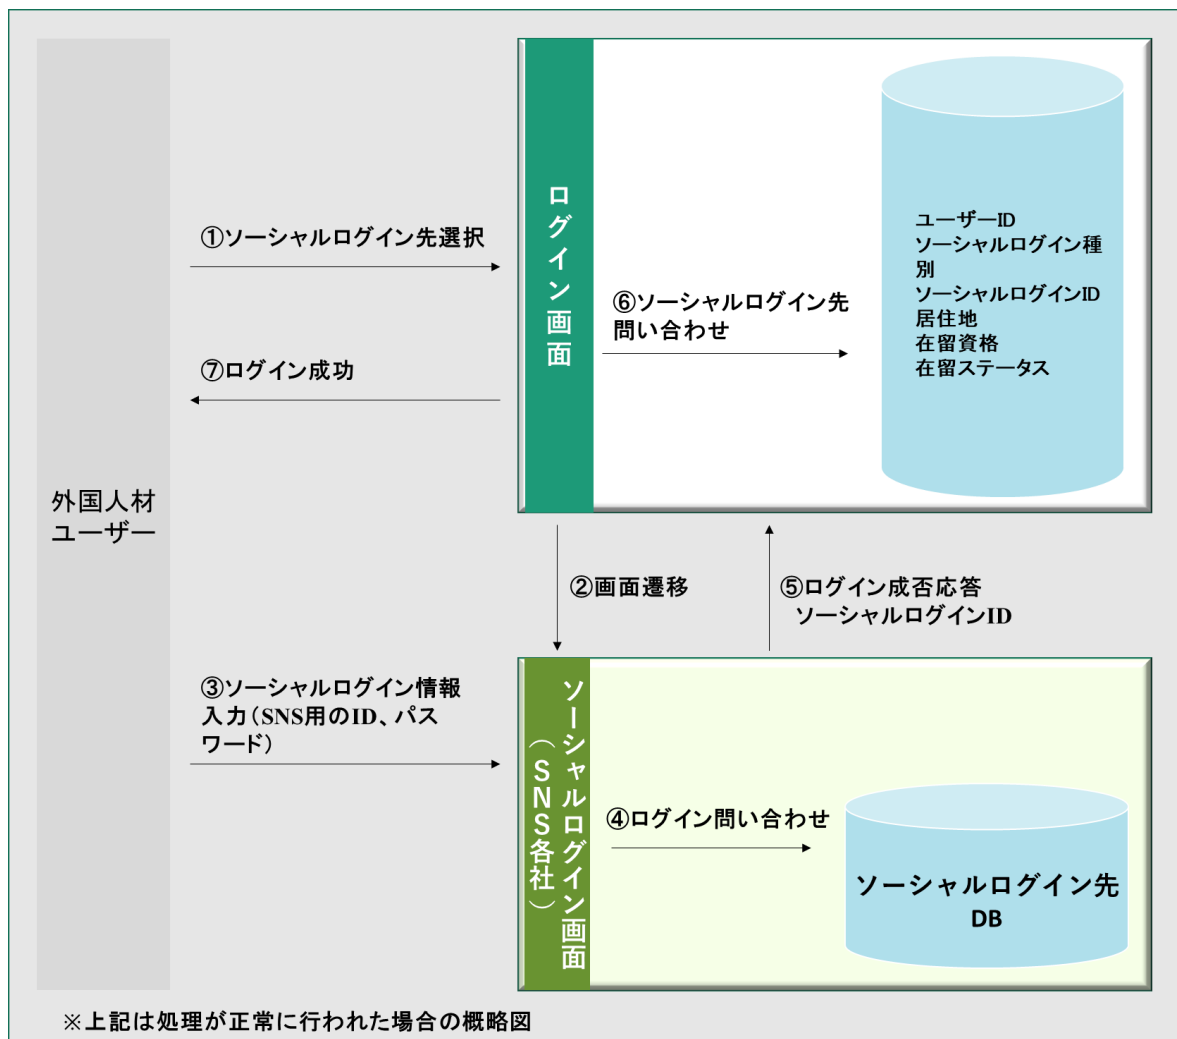 外国人材
ユーザー
①ソーシャルログイン先選択
⑦ログイン成功
ログイン画面
⑥ソーシャルログイン先
問い合わせ
ユーザーID
ソーシャルログイン種
別
ソーシャルログインID
居住地
在留資格
在留ステータス
②画面遷移
⑤ログイン成否応答
ソーシャルログインID
③ソーシャルログイン情報
入力（SNS用のID、パス
ワード）
ソーシャルログイン画面
（SNS各社）
④ログイン問い合わせ
ソーシャルログイン先
DB
※上記は処理が正常に行われた場合の概略図